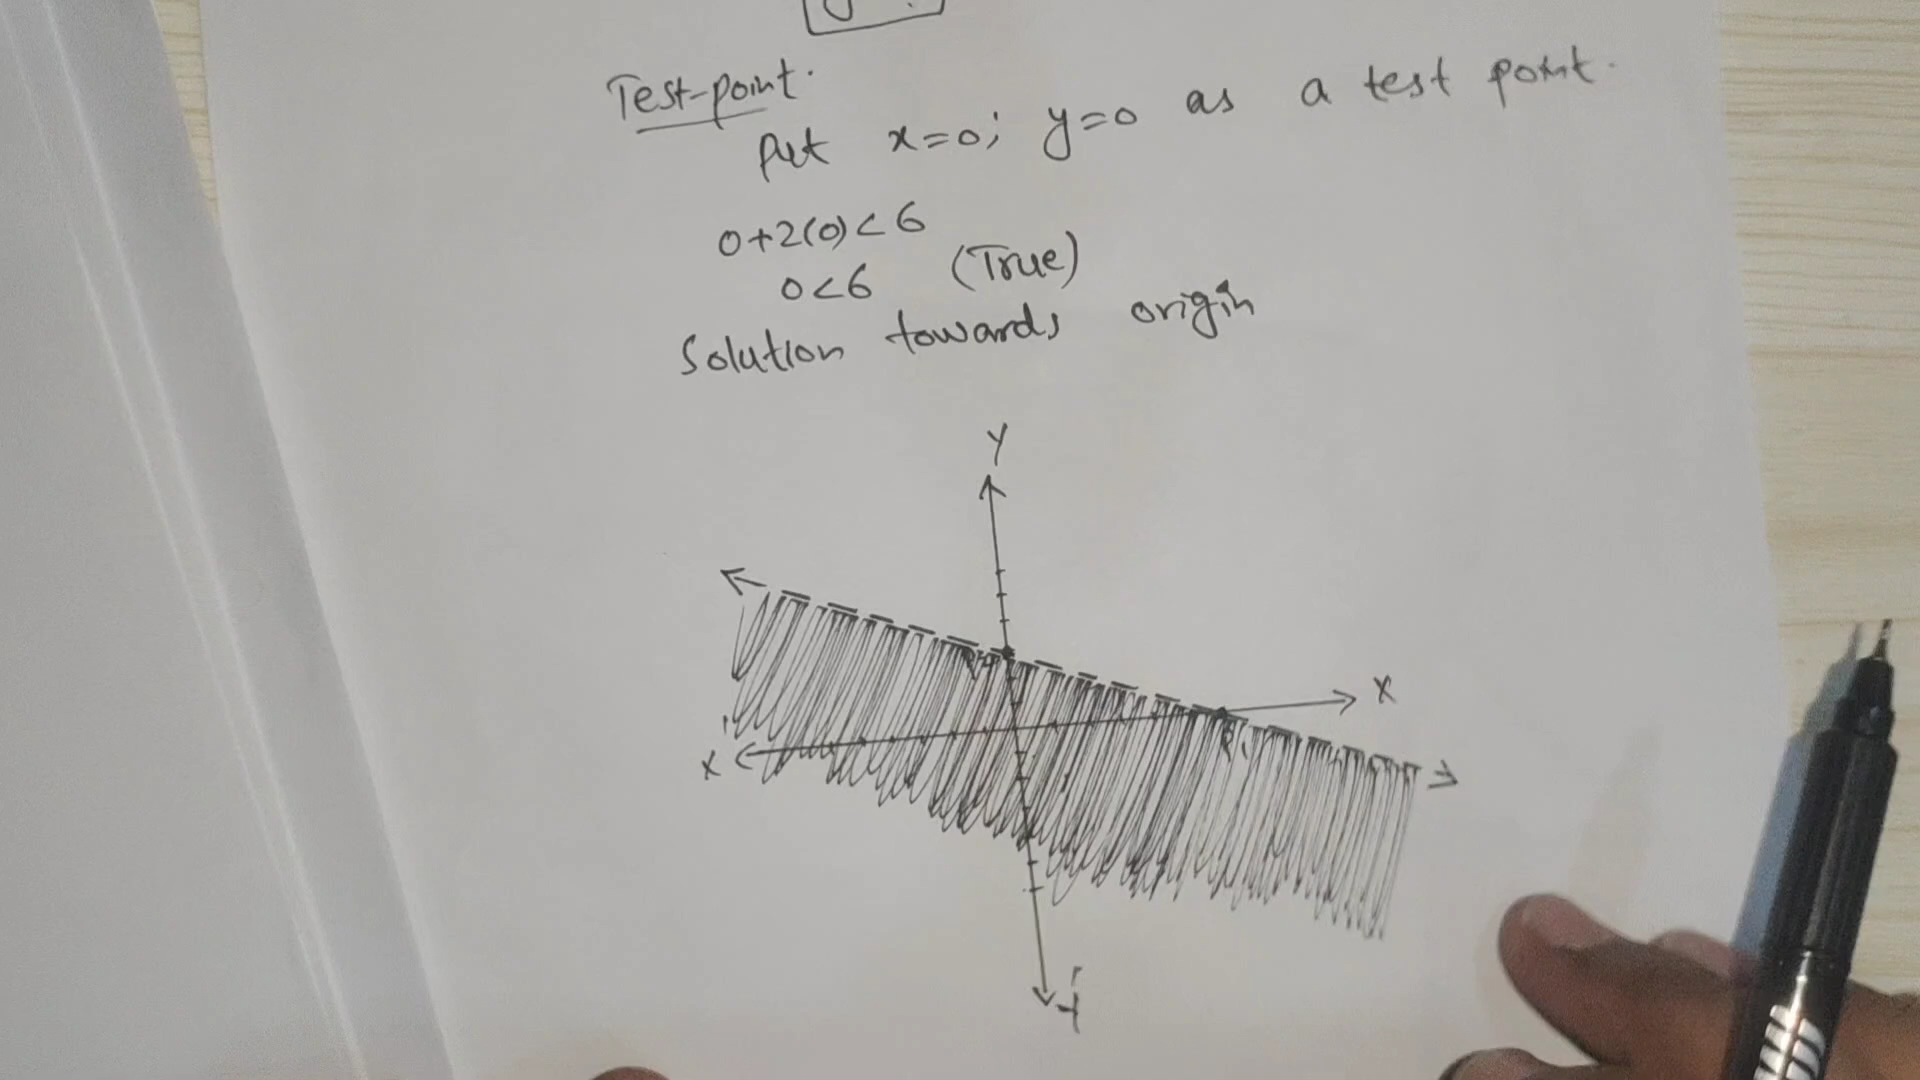 Test-point.
Put x=0; y=0 as a test point.
0+2(0)<6
0<6 (True)
Solution towards origin
Y
X
X
Y'